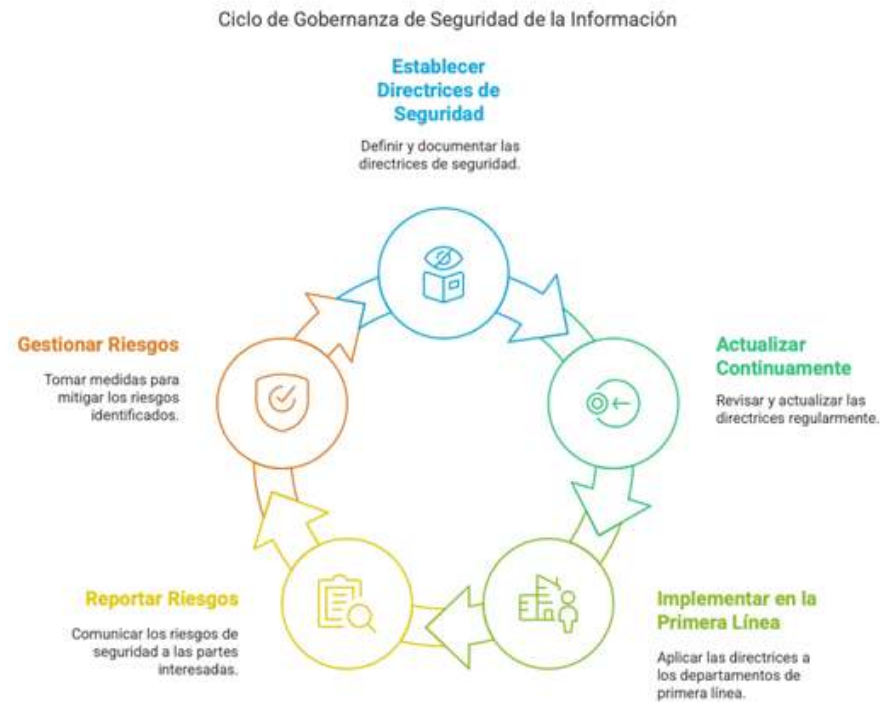 Ciclo de Gobernanza de Seguridad de la Información
Establecer
Directrices de
Seguridad
Definir y documentar las
directrices de seguridad.
Actualizar
Continuamente
Revisar y actualizar las
directrices regularmente.
Implementar en la
Primera Línea
Aplicar las directrices a
los departamentos de
primera línea.
Reportar Riesgos
Comunicar los riesgos de
seguridad a las partes
interesadas.
Gestionar Riesgos
Tomar medidas para
mitigar los riesgos
identificados.